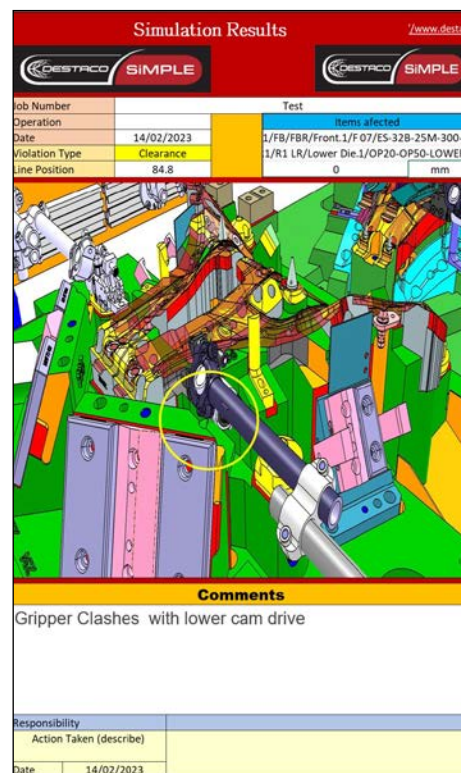 Simulation Results
'/www.desta
DESTACO SiMPLE
DESTACO SiMPLE
Job Number Test
Operation Items afected
Date 14/02/2023 1/FB/FBR/Front.1/F 07/ES-32B-25M-300-
Violation Type Clearance :1/R1 LR/Lower Die.1/OP20-OP50-LOWE
Line Position 84.8 0 mm
Comments
Gripper Clashes with lower cam drive
Responsibility
Action Taken (describe)
Date 14/02/2023